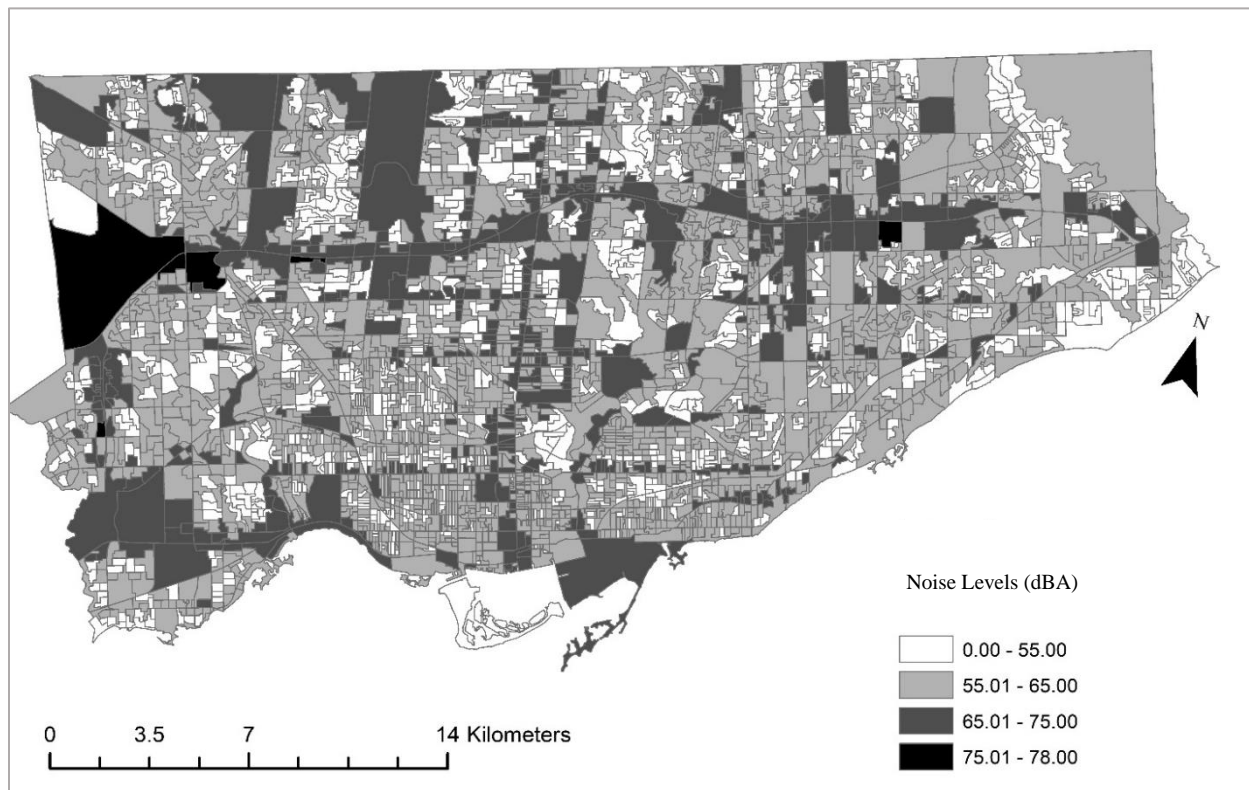 N
Noise Levels (dBA)
0.00 - 55.00
55.01 - 65.00
65.01 - 75.00
75.01 - 78.00
0 3.5 7 14 Kilometers